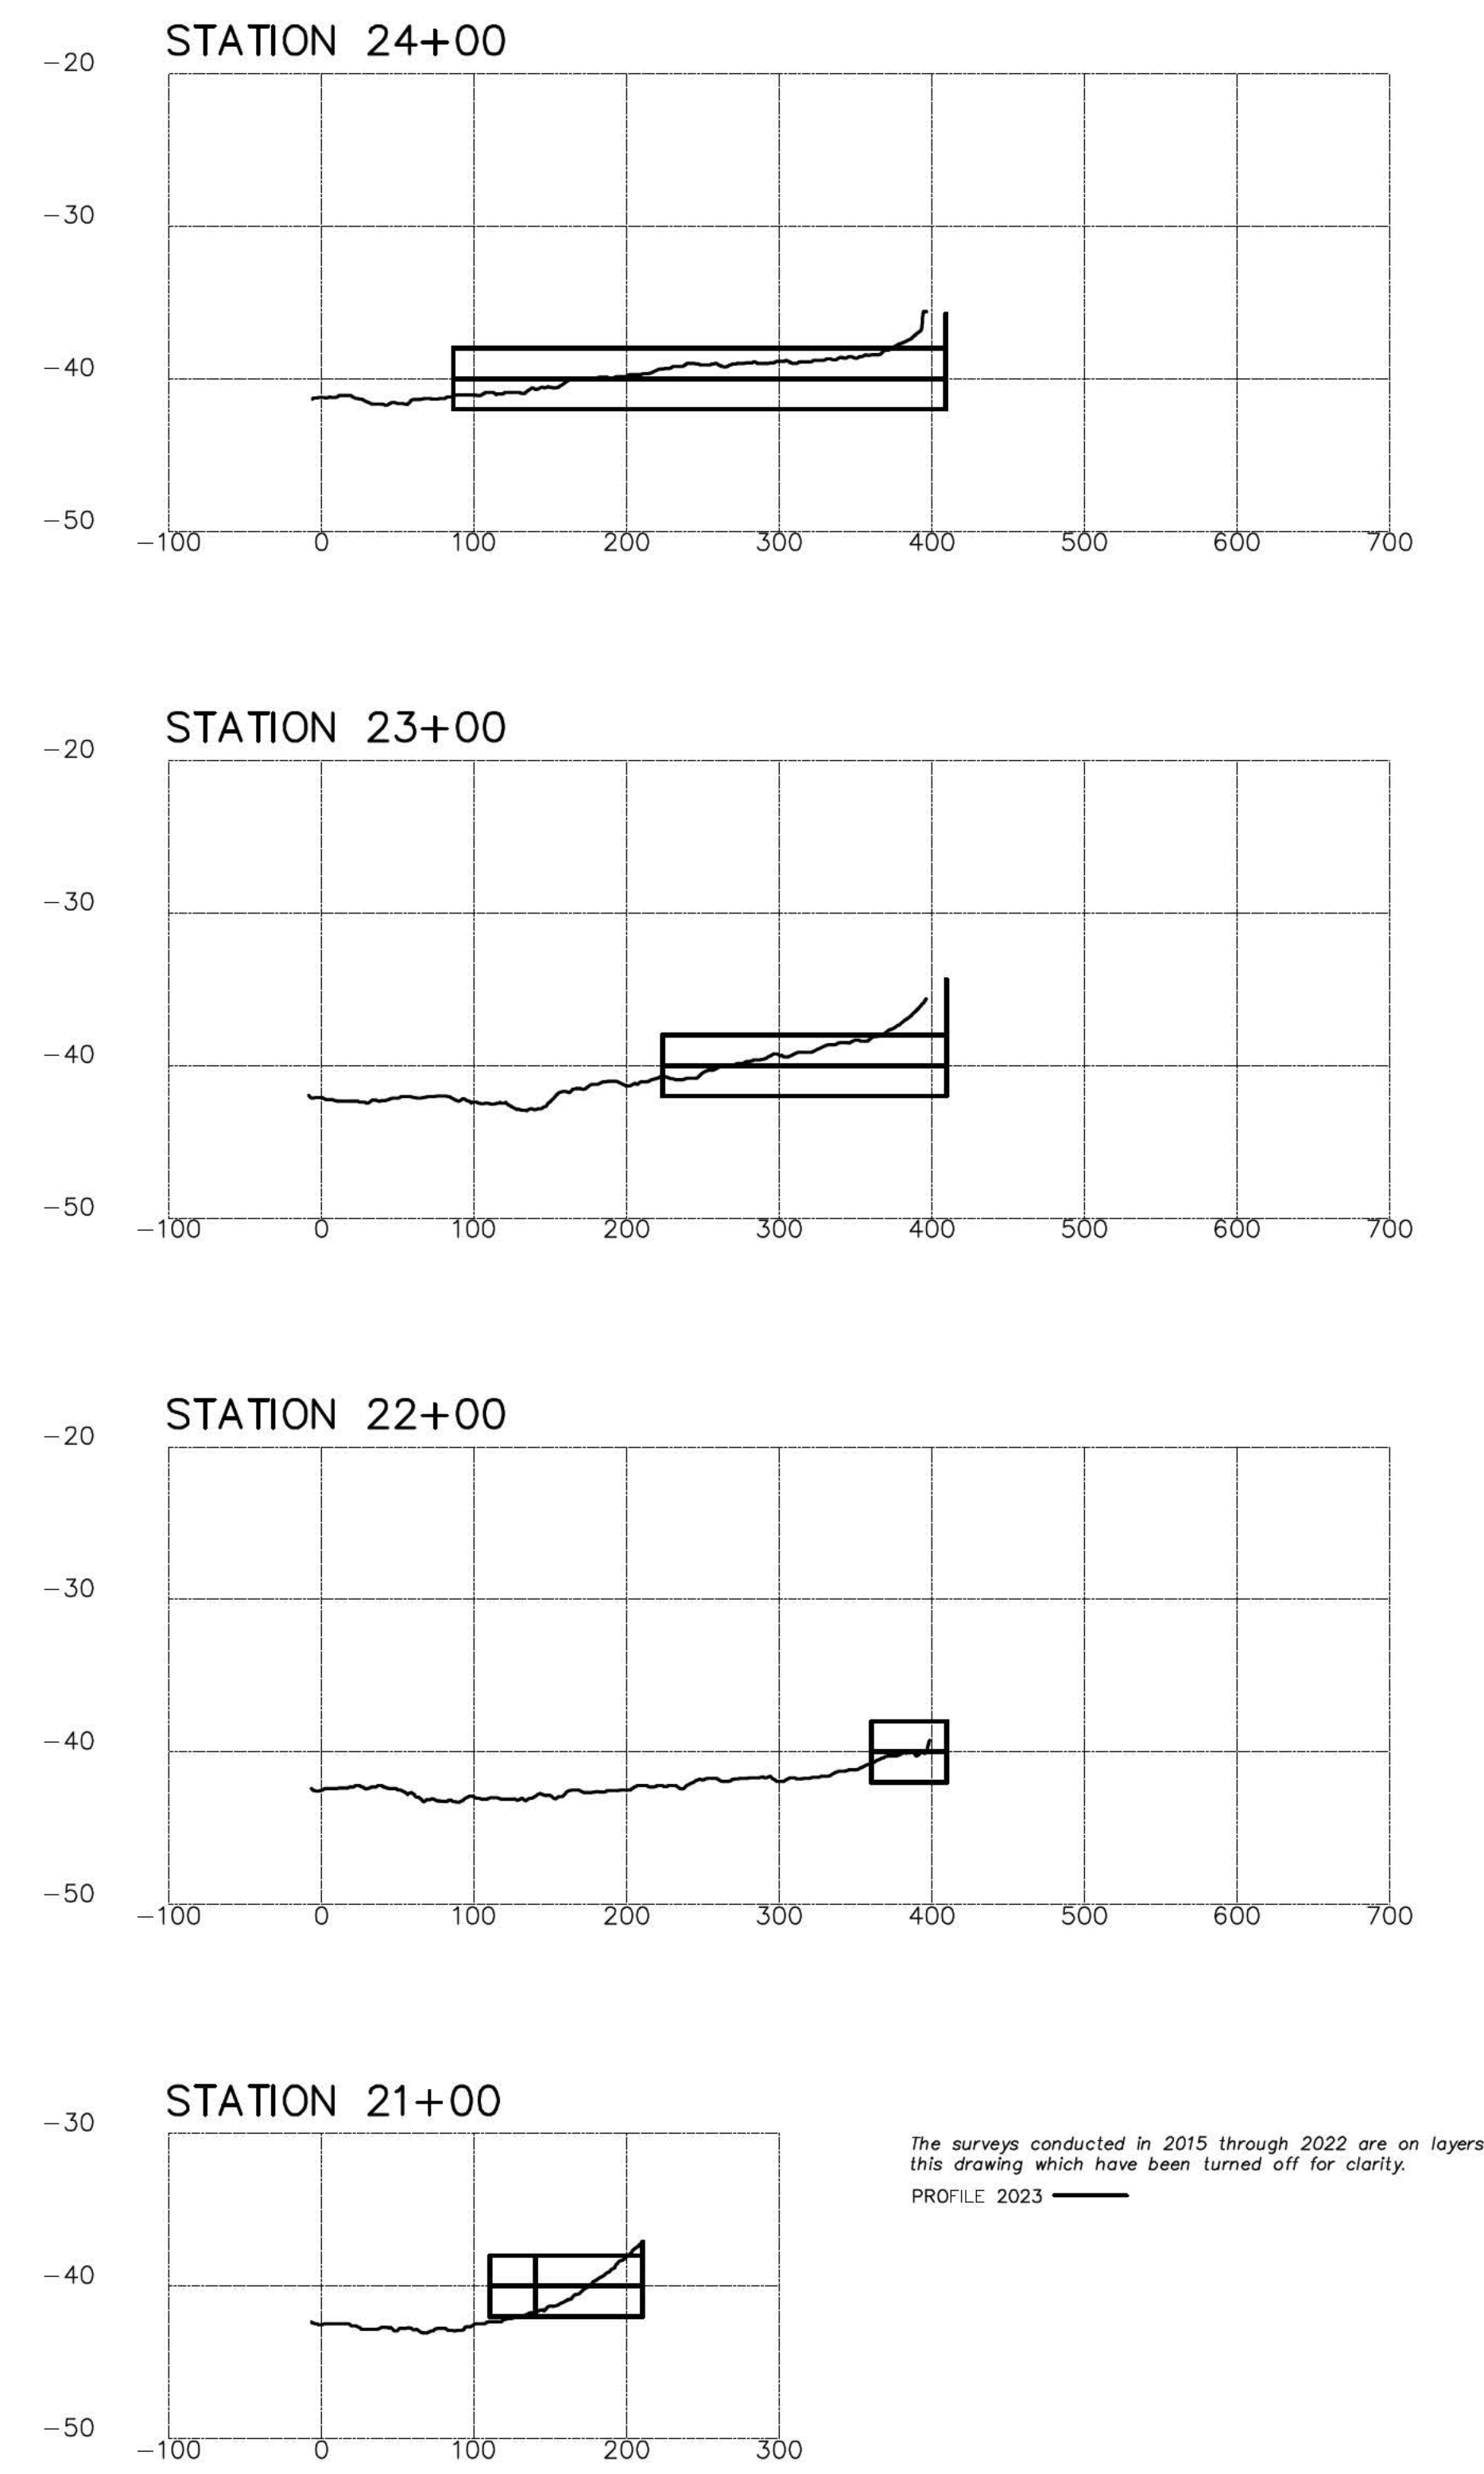 STATION 24+00
-20
-30
-40
-50
-100 0 100 200 300 400 500 600 700
STATION 23+00
-20
-30
-40
-50
-100 0 100 200 300 400 500 600 700
STATION 22+00
-20
-30
-40
-50
-100 0 100 200 300 400 500 600 700
STATION 21+00
-30
The surveys conducted in 2015 through 2022 are on layers
this drawing which have been turned off for clarity.
PROFILE 2023
-40
-50
-100 0 100 200 300